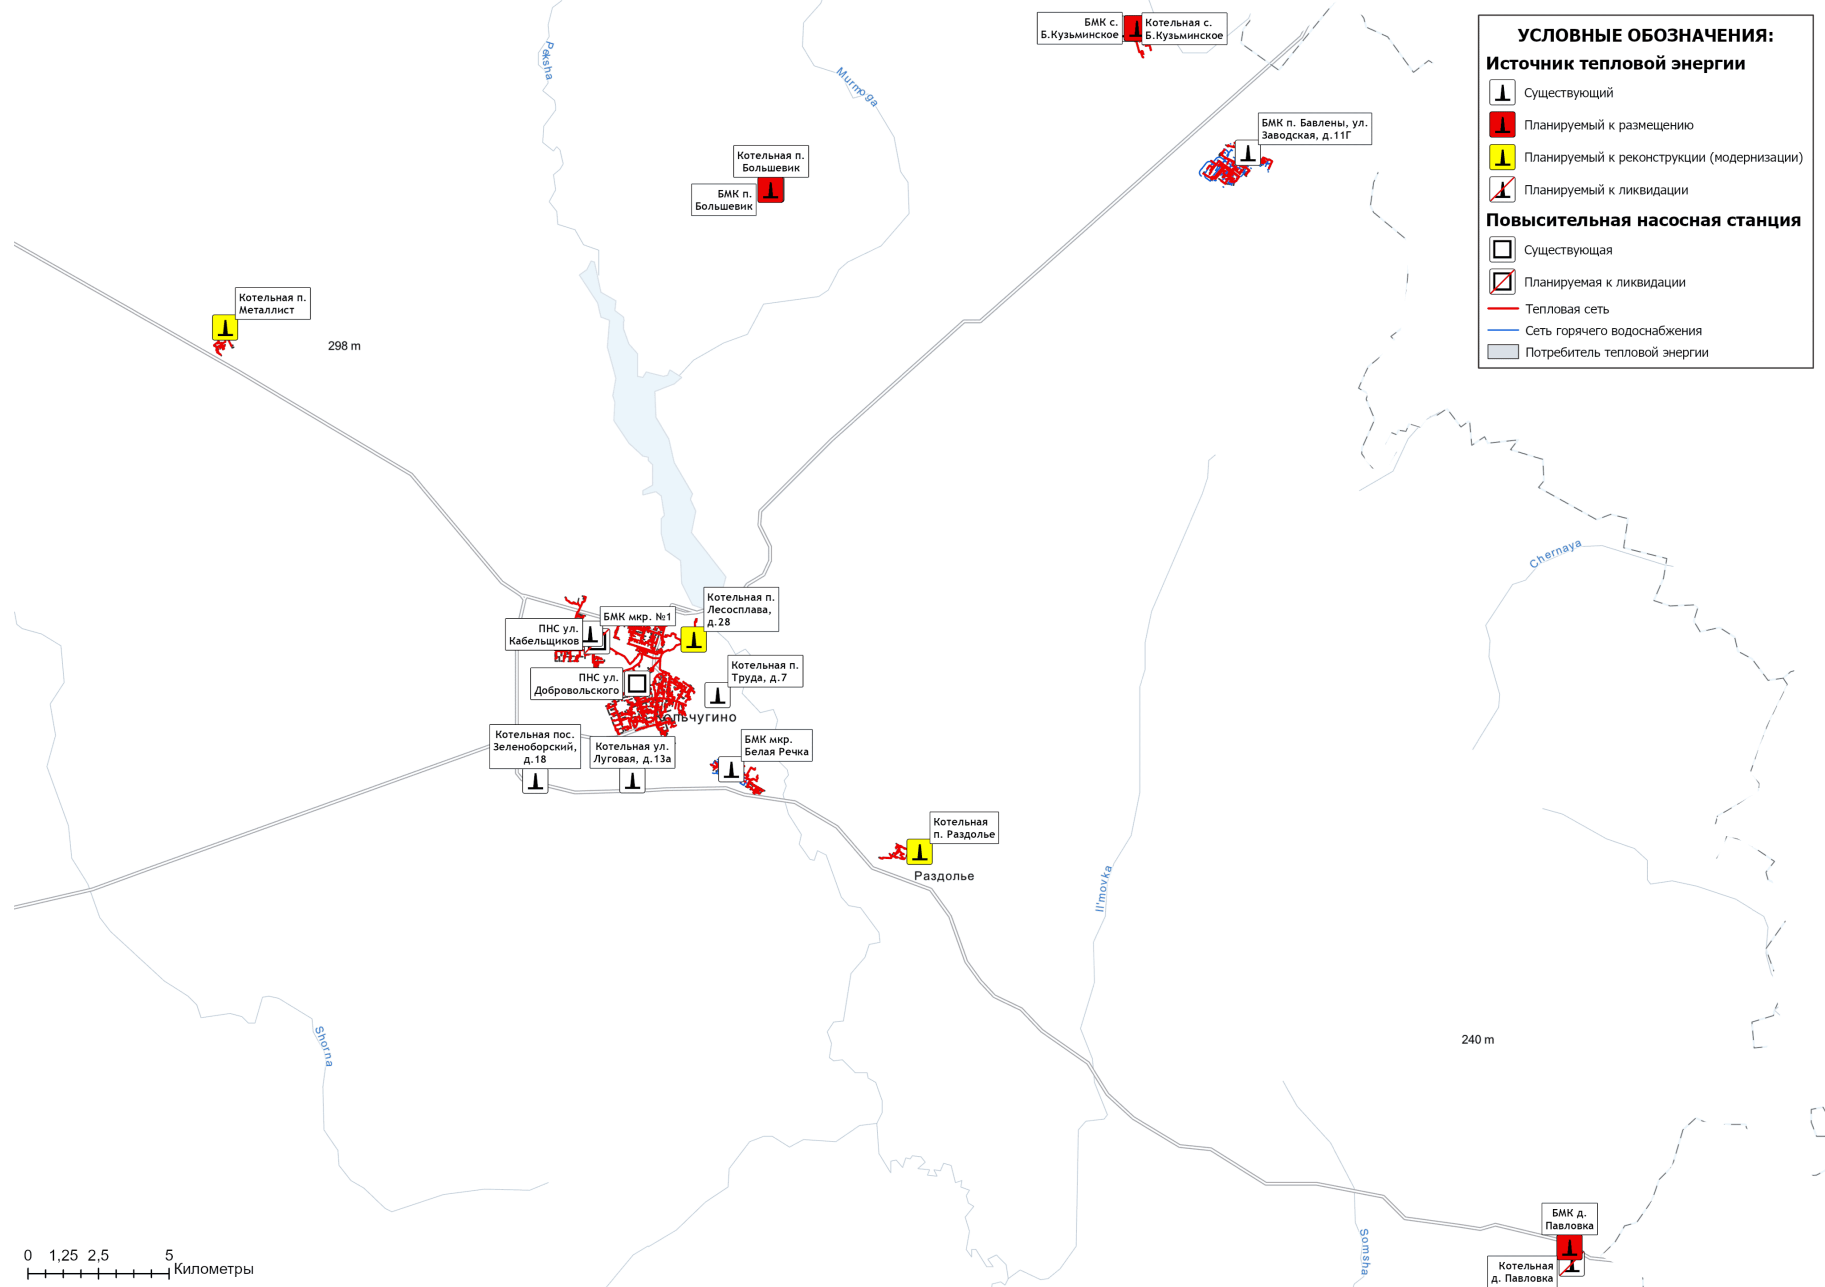 Peksha
Murmoga
БМК с.
Б.Кузьминское
Котельная с.
Б.Кузьминское
БМК п. Бавлены, ул.
Заводская, д.11Г
Котельная п.
Большевик
БМК п.
Большевик
Котельная п.
Металлист
298 m
УСЛОВНЫЕ ОБОЗНАЧЕНИЯ:
Источник тепловой энергии
Существующий
Планируемый к размещению
Планируемый к реконструкции (модернизации)
Планируемый к ликвидации
Повысительная насосная станция
Существующая
Планируемая к ликвидации
Тепловая сеть
Сеть горячего водоснабжения
Потребитель тепловой энергии
Chernaya
Котельная п.
Лесосплава,
д.28
БМК мкр. №1
ПНС ул.
Кабельщиков
Котельная п.
Труда, д.7
ПНС ул.
Добровольского
Кольчугино
Котельная пос.
Зеленоборский,
д.18
Котельная ул.
Луговая, д.13а
БМК мкр.
Белая Речка
Котельная
п. Раздолье
Раздолье
Il'movka
Shorna
240 m
Somsha
БМК д.
Павловка
Котельная
д. Павловка
0 1,25 2,5 5
Километры